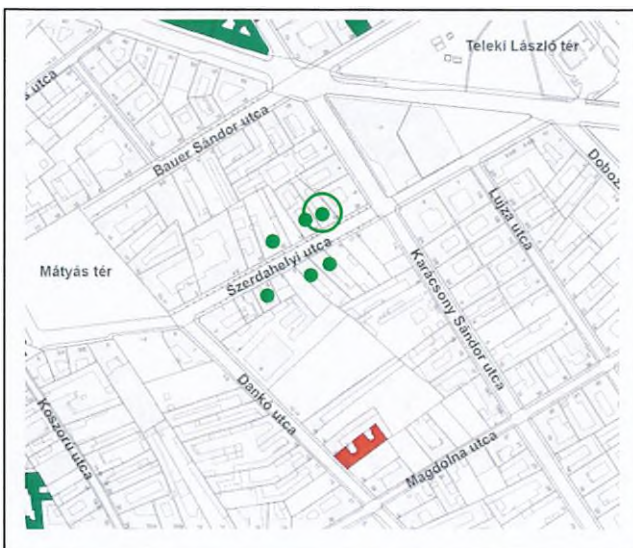 Teleki László tér
a utca
Bauer Sándor utca
Doboz
Lujza utca
Mátyás tér
Szerdahelyi utca
Karácsony Sándor utca
Dankó utca
Koszorú utca
Magdolna utca